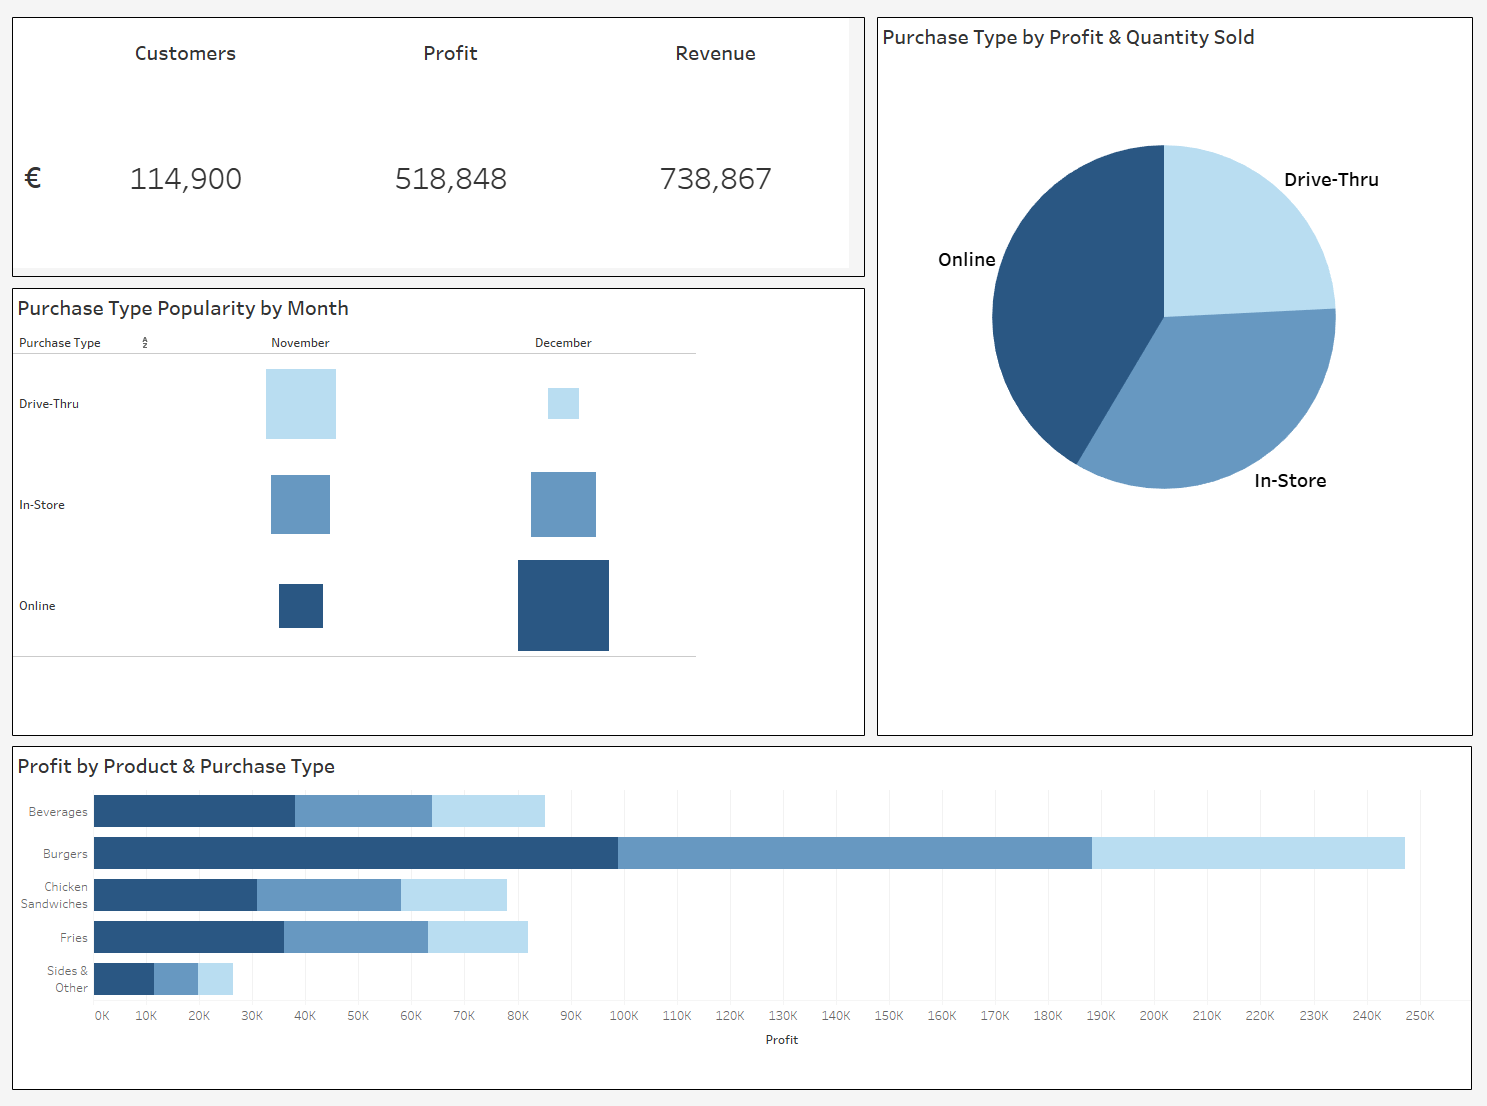 Customers Profit Revenue
€ 114,900 518,848 738,867
Purchase Type by Profit & Quantity Sold
Drive-Thru
Online
In-Store
Purchase Type Popularity by Month
Purchase Type A Z November December
Drive-Thru
In-Store
Online
Profit by Product & Purchase Type
Beverages
Burgers
Chicken
Sandwiches
Fries
Sides &
Other
0K 10K 20K 30K 40K 50K 60K 70K 80K 90K 100K 110K 120K 130K 140K 150K 160K 170K 180K 190K 200K 210K 220K 230K 240K 250K
Profit